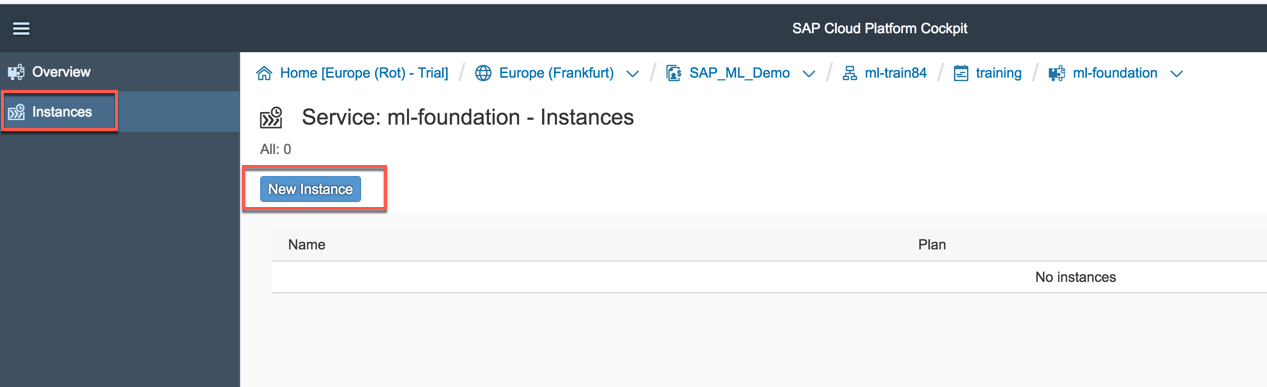 SAP Cloud Platform Cockpit
Overview
Instances
Home [Europe (Rot) - Trial] / Europe (Frankfurt) / SAP_ML_Demo / ml-train84 / training / ml-foundation
Service: ml-foundation - Instances
All: 0
New Instance
Name Plan
No instances